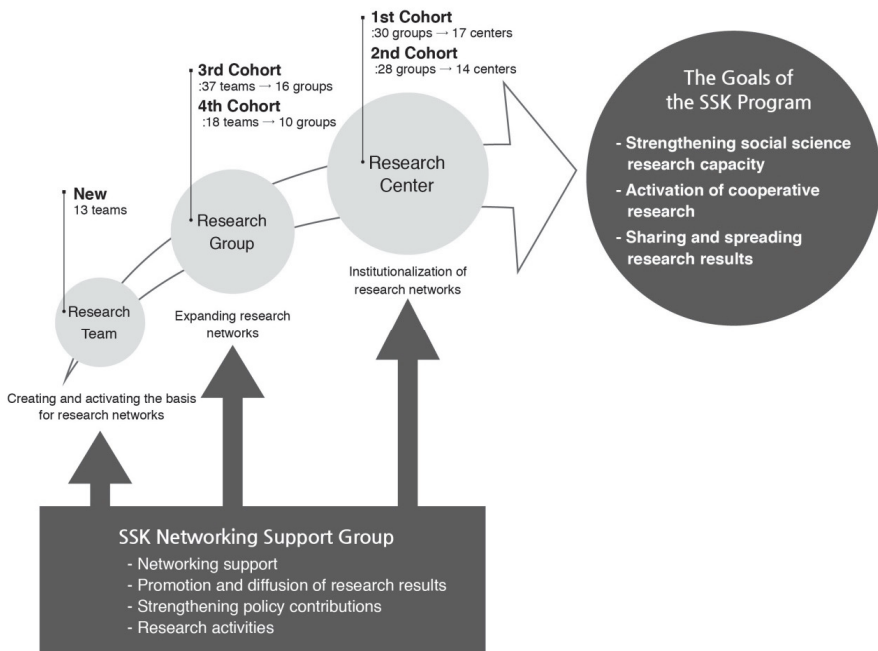 1st Cohort
:30 groups → 17 centers
2nd Cohort
:28 groups → 14 centers
3rd Cohort
:37 teams → 16 groups
4th Cohort
:18 teams → 10 groups
New
13 teams
Research
Team
Research
Group
Research
Center
Creating and activating the basis
for research networks
Expanding research
networks
Institutionalization of
research networks
The Goals of
the SSK Program
- Strengthening social science
research capacity
- Activation of cooperative
research
- Sharing and spreading
research results
SSK Networking Support Group
- Networking support
- Promotion and diffusion of research results
- Strengthening policy contributions
- Research activities